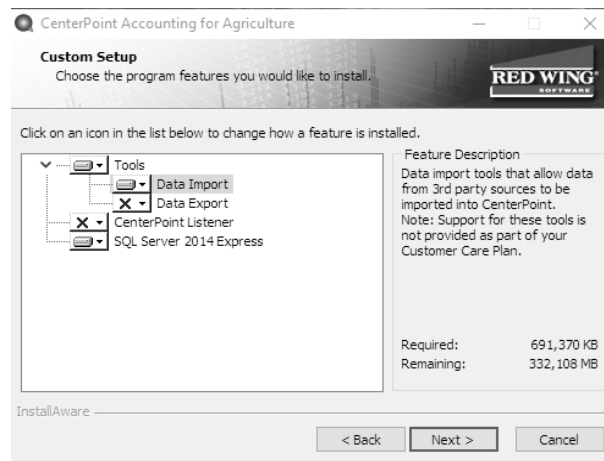 CenterPoint Accounting for Agriculture
Custom Setup
Choose the program features you would like to install.
RED WING
SOFTWARE
Click on an icon in the list below to change how a feature is installed.
Tools
Data Import
Data Export
CenterPoint Listener
SQL Server 2014 Express
Feature Description
Data import tools that allow data
from 3rd party sources to be
imported into CenterPoint.
Note: Support for these tools is
not provided as part of your
Customer Care Plan.
Required: 691,370 KB
Remaining: 332,108 MB
InstallAware
< Back Next > Cancel